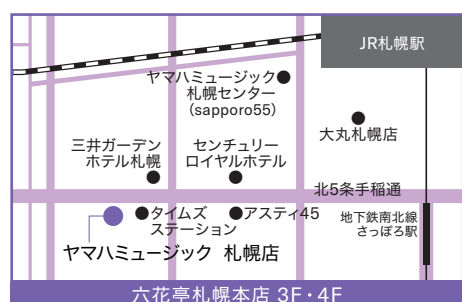 JR札幌駅
ヤマハミュージック
札幌センター
(sapporo55)
大丸札幌店
三井ガーデン
ホテル札幌
センチュリー
ロイヤルホテル
北5条手稲通
タイムズ
ステーション
アスティ45
地下鉄南北線
さっぽろ駅
ヤマハミュージック 札幌店
六花亭札幌本店 3F・4F